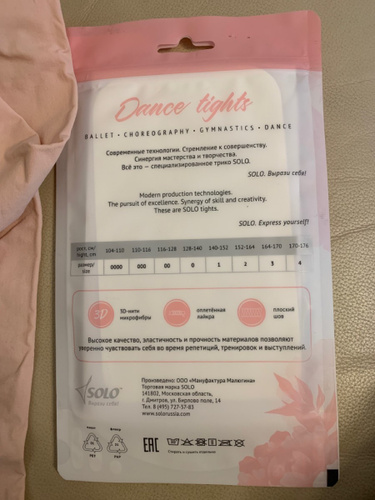 Dance tights
BALLET • CHOREOGRAPHY • GYMNASTICS • DANCE
Современные технологии. Стремление к совершенству.
Синергия мастерства и творчества.
Всё это — специализированное трико SOLO.
SOLO. Вырази себя!
Modern production technologies.
The pursuit of excellence. Synergy of skill and creativity.
These are SOLO tights.
SOLO. Express yourself!
рост, см/ hight, cm 104-110 110-116 116-128 128-140 140-152 152-164 164-170 170-176
размер/ size 0000 000 00 0 1 2 3 4
3D 3D-нити микрофибры
оплетённая лайкра
плоский шов
Высокое качество, эластичность и прочность материалов позволяют
уверенно чувствовать себя во время репетиций, тренировок и выступлений.
SOLO
Вырази себя!
Произведено: ООО «Мануфактура Малютина»
Торговая марка SOLO
141802, Московская область,
г. Дмитров, ул. Бирлово поле, 14
Тел. 8 (495) 727-37-83
www.solorussia.com
EAC